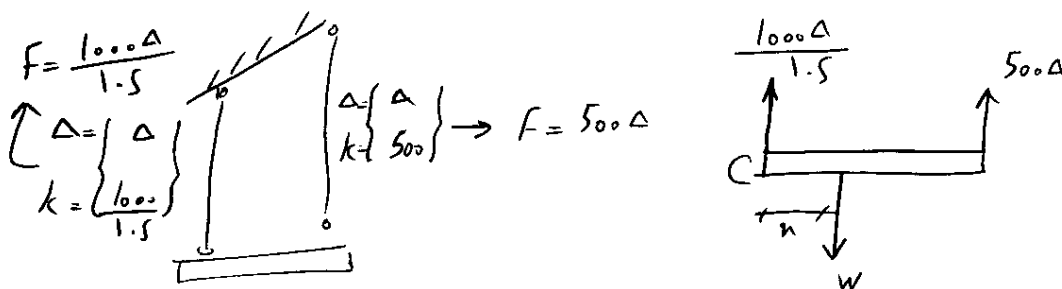 F = 1000Δ / 1.5
Δ = { Δ }
k = { 1000 / 1.5 }
Δ = { Δ }
k = { 500 } → F = 500Δ
1000Δ / 1.5
500Δ
C
n
W